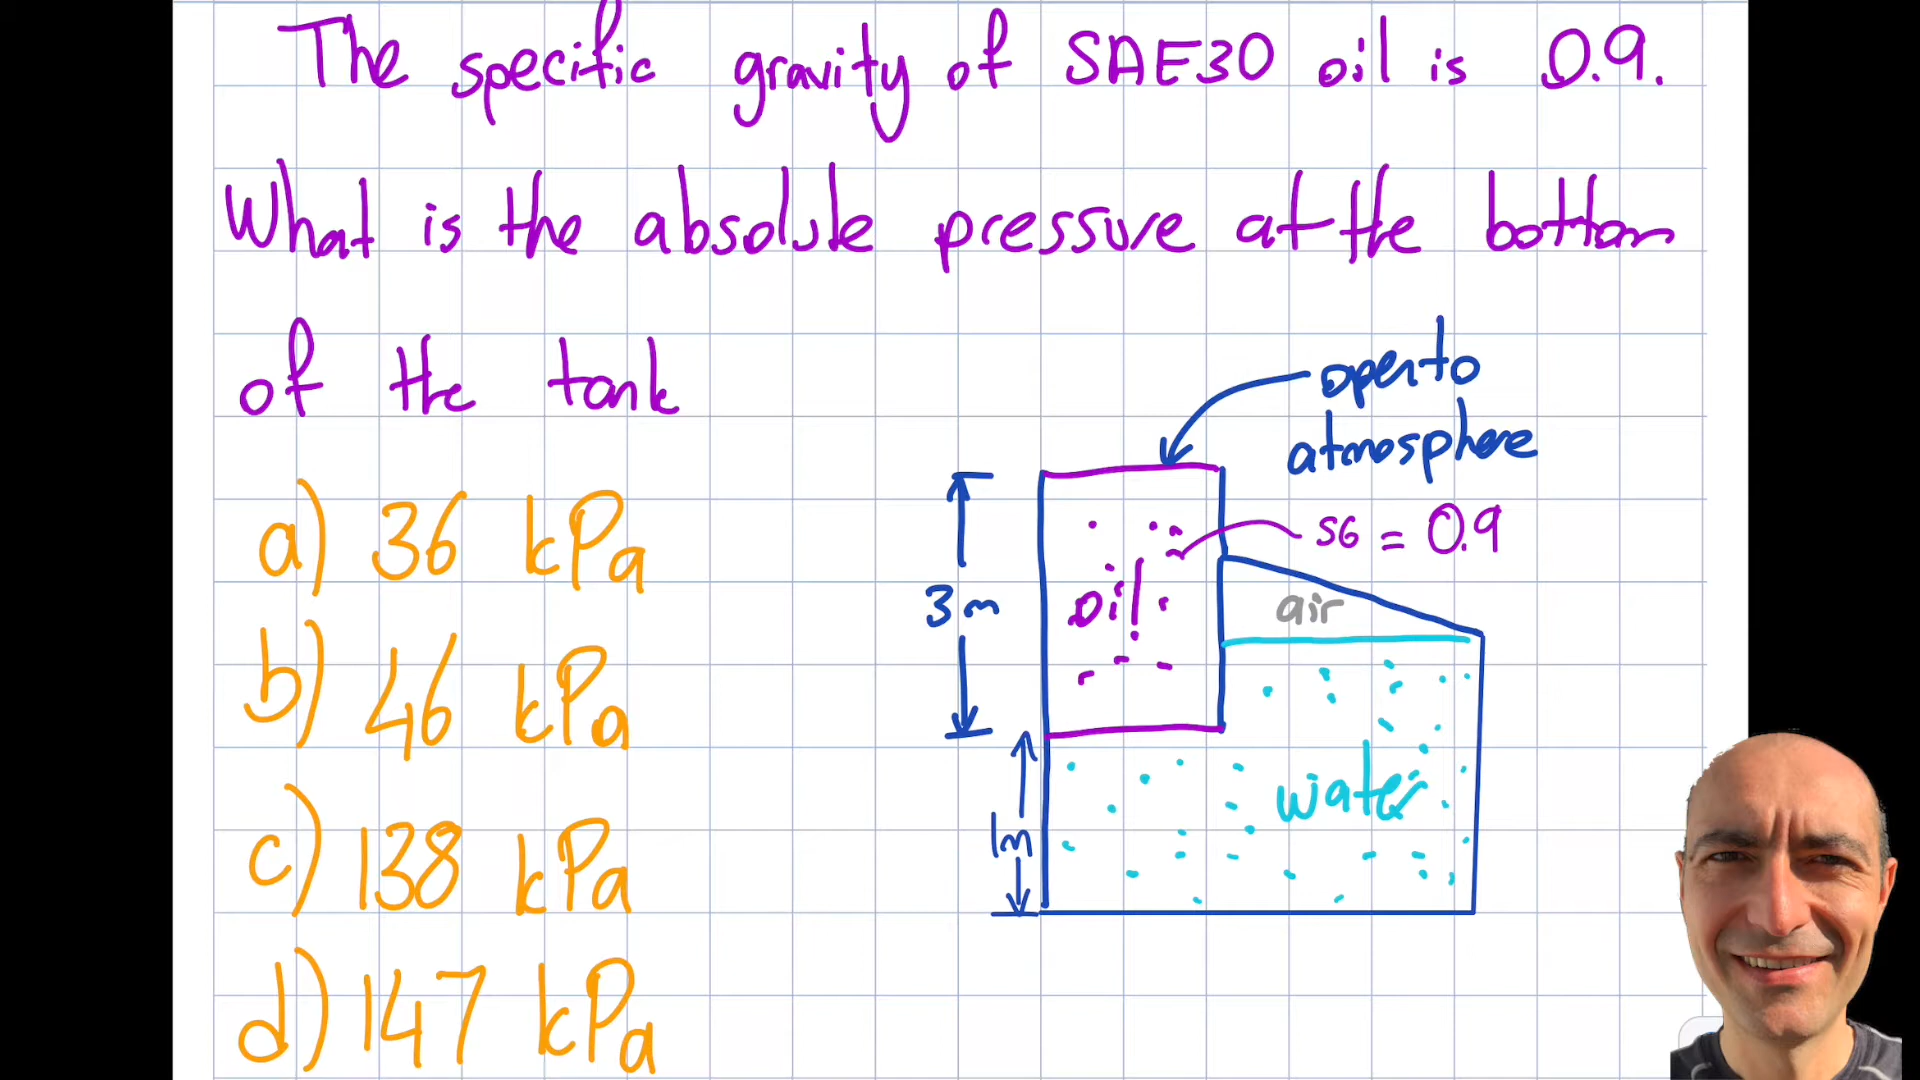 The specific gravity of SAE30 oil is 0.9.
What is the absolute pressure at the bottom
of the tank
a) 36 kPa
b) 46 kPa
c) 138 kPa
d) 147 kPa
open to
atmosphere
SG = 0.9
3m
oil
air
1m
water